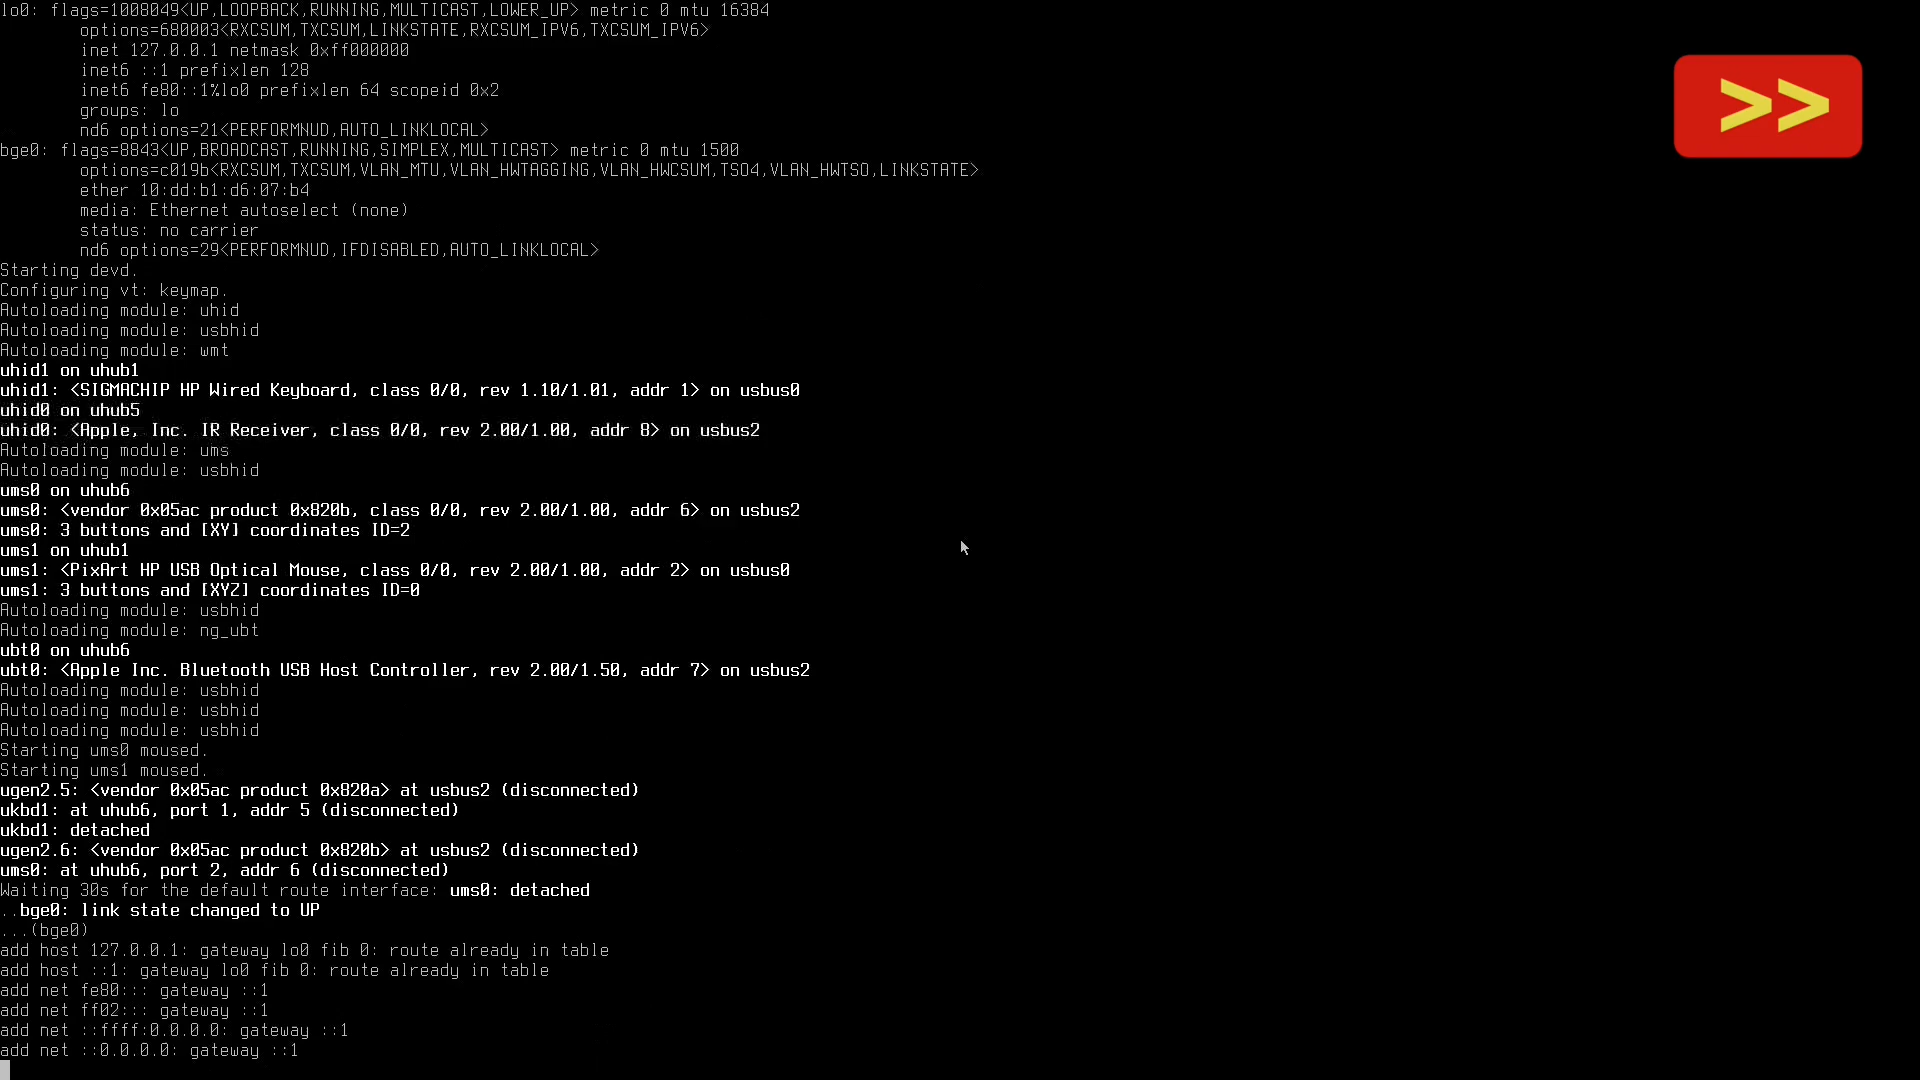 lo0: flags=1008049<UP,LOOPBACK,RUNNING,MULTICAST,LOWER_UP> metric 0 mtu 16384
options=680003<RXCSUM,TXCSUM,LINKSTATE,RXCSUM_IPV6,TXCSUM_IPV6>
inet 127.0.0.1 netmask 0xff000000
inet6 ::1 prefixlen 128
inet6 fe80::1%lo0 prefixlen 64 scopeid 0x2
groups: lo
nd6 options=21<PERFORMNUD,AUTO_LINKLOCAL>
bge0: flags=8843<UP,BROADCAST,RUNNING,SIMPLEX,MULTICAST> metric 0 mtu 1500
options=c019b<RXCSUM,TXCSUM,VLAN_MTU,VLAN_HWTAGGING,VLAN_HWCSUM,TSO4,VLAN_HWTSO,LINKSTATE>
ether 10:dd:b1:d6:07:b4
media: Ethernet autoselect (none)
status: no carrier
nd6 options=29<PERFORMNUD,IFDISABLED,AUTO_LINKLOCAL>
Starting devd.
Configuring vt: keymap.
Autoloading module: uhid
Autoloading module: usbhid
Autoloading module: wmt
uhid1 on uhub1
uhid1: <SIGMACHIP HP Wired Keyboard, class 0/0, rev 1.10/1.01, addr 1> on usbus0
uhid0 on uhub5
uhid0: <Apple, Inc. IR Receiver, class 0/0, rev 2.00/1.00, addr 8> on usbus2
Autoloading module: ums
Autoloading module: usbhid
ums0 on uhub6
ums0: <vendor 0x05ac product 0x820b, class 0/0, rev 2.00/1.00, addr 6> on usbus2
ums0: 3 buttons and [XY] coordinates ID=2
ums1 on uhub1
ums1: <PixArt HP USB Optical Mouse, class 0/0, rev 2.00/1.00, addr 2> on usbus0
ums1: 3 buttons and [XYZ] coordinates ID=0
Autoloading module: usbhid
Autoloading module: ng_ubt
ubt0 on uhub6
ubt0: <Apple Inc. Bluetooth USB Host Controller, rev 2.00/1.50, addr 7> on usbus2
Autoloading module: usbhid
Autoloading module: usbhid
Autoloading module: usbhid
Starting ums0 moused.
Starting ums1 moused.
ugen2.5: <vendor 0x05ac product 0x820a> at usbus2 (disconnected)
ukbd1: at uhub6, port 1, addr 5 (disconnected)
ukbd1: detached
ugen2.6: <vendor 0x05ac product 0x820b> at usbus2 (disconnected)
ums0: at uhub6, port 2, addr 6 (disconnected)
Waiting 30s for the default route interface: ums0: detached
..bge0: link state changed to UP
...(bge0)
add host 127.0.0.1: gateway lo0 fib 0: route already in table
add host ::1: gateway lo0 fib 0: route already in table
add net fe80::: gateway ::1
add net ff02::: gateway ::1
add net ::ffff:0.0.0.0: gateway ::1
add net ::0.0.0.0: gateway ::1
>>